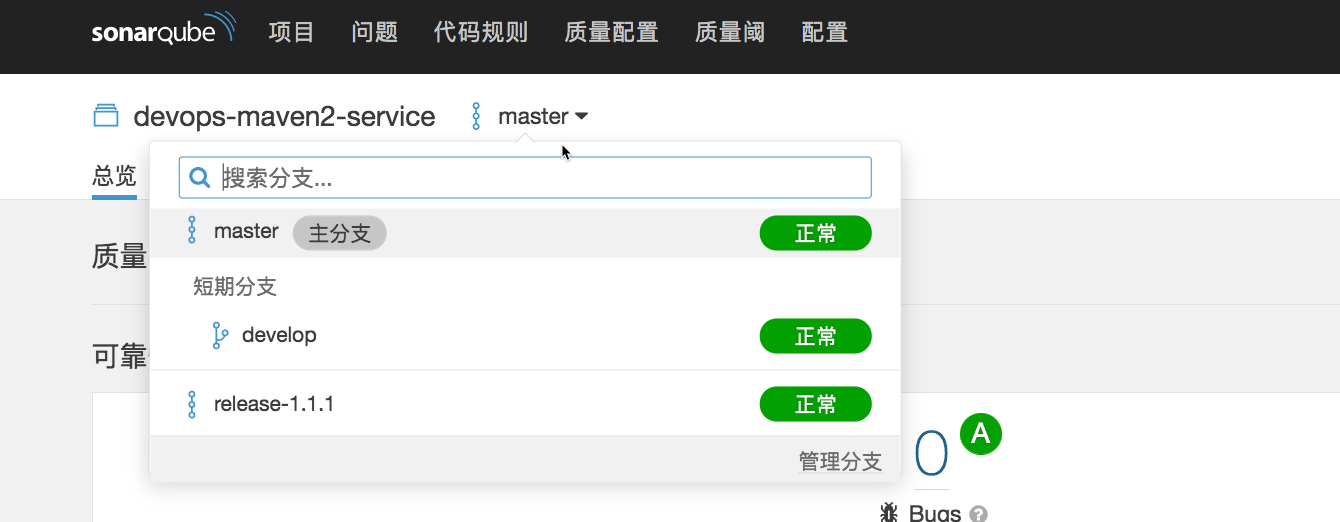 sonarqube 项目 问题 代码规则 质量配置 质量阈 配置
devops-maven2-service master
总览
搜索分支...
master 主分支 正常
质量
短期分支
develop 正常
可靠
release-1.1.1 正常
管理分支
0 A
Bugs ?